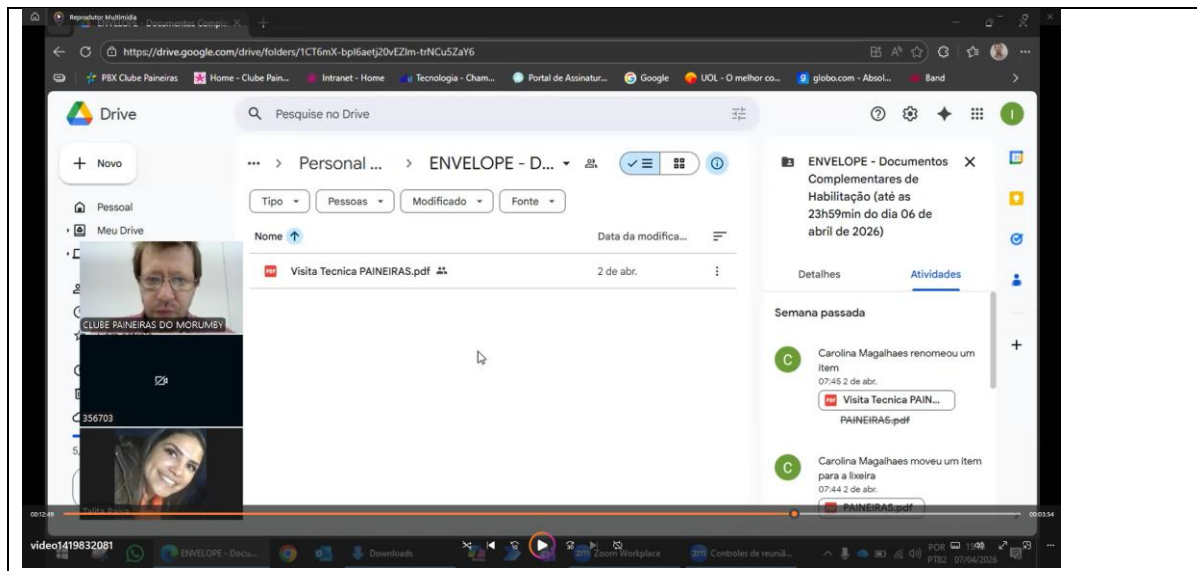 Reprodutor Multimídia
ENVELOPE - Documentos Comple
https://drive.google.com/drive/folders/1CT6mX-bpl6aetj20vEZlm-trNCu5ZaY6
PBX Clube Paineiras
Home - Clube Pain...
Intranet - Home
Tecnologia - Cham...
Portal de Assinatur...
Google
UOL - O melhor co...
globo.com - Absol...
Band
Drive
Pesquise no Drive
Novo
Personal ... > ENVELOPE - D...
ENVELOPE - Documentos
Complementares de
Habilitação (até as
23h59min do dia 06 de
abril de 2026)
Tipo
Pessoas
Modificado
Fonte
Pessoal
Meu Drive
Nome
Data da modifica...
Visita Tecnica PAINEIRAS.pdf
2 de abr.
Detalhes
Atividades
Semana passada
CLUBE PAINEIRAS DO MORUMBY
Carolina Magalhaes renomeou um
item
07:45 2 de abr.
Visita Tecnica PAIN...
PAINEIRAS.pdf
356703
Carolina Magalhaes moveu um item
para a lixeira
07:44 2 de abr.
PAINEIRAS.pdf
Talita Paiva
00:12:49
00:03:54
video1419832081
ENVELOPE - Docu...
Downloads
Zoom Workplace
Controles de reuniã...
POR
PTB2
07/04/2026